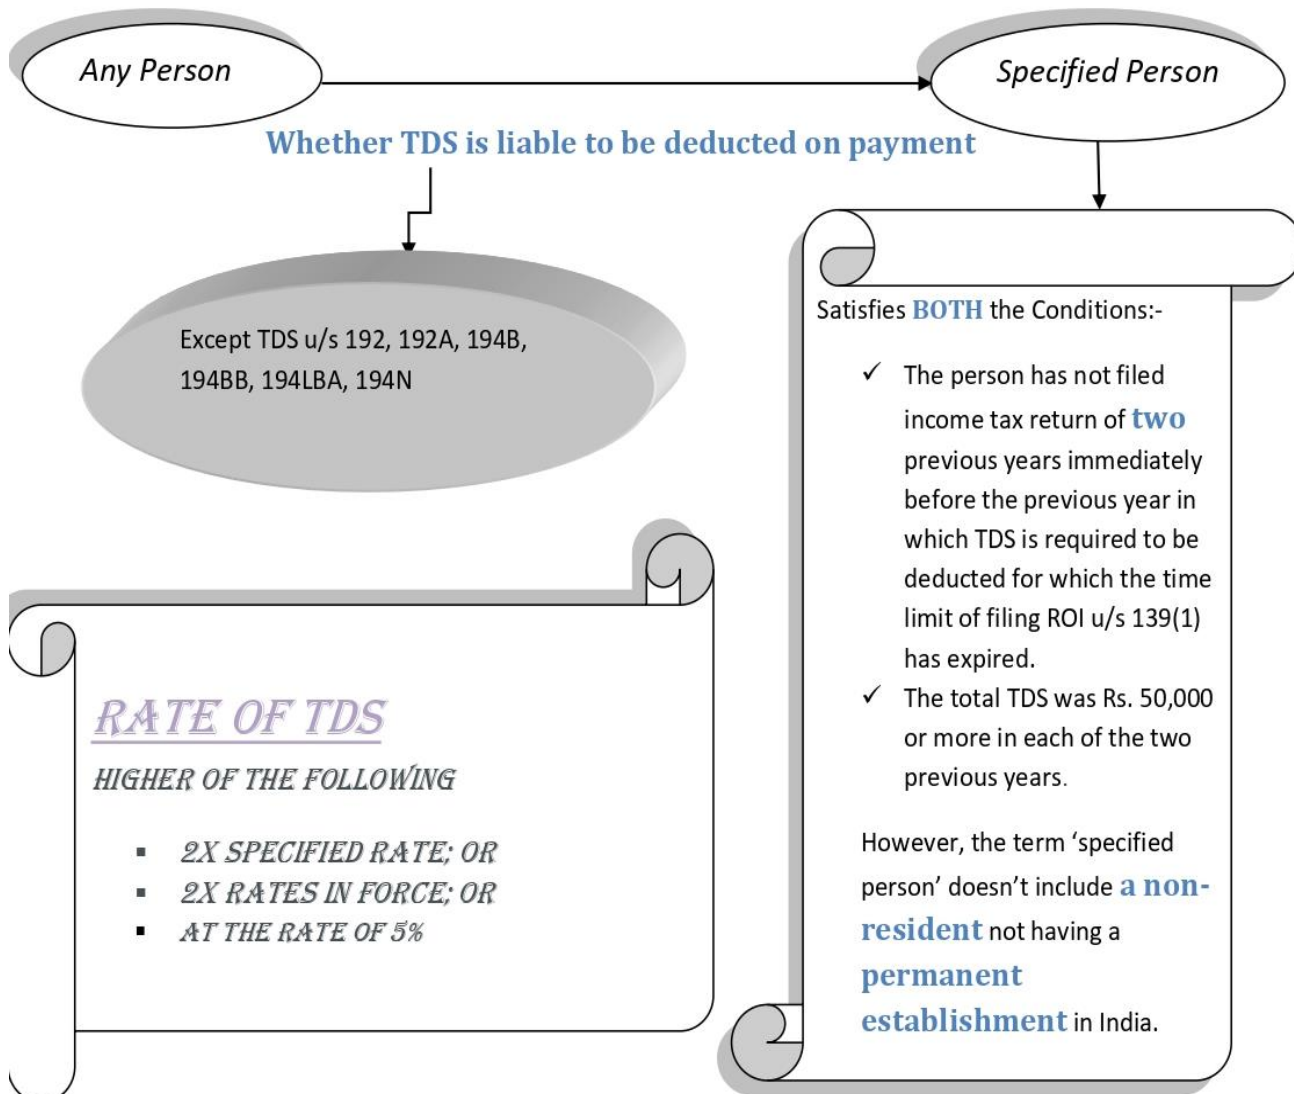 Any Person
Specified Person
Whether TDS is liable to be deducted on payment
Except TDS u/s 192, 192A, 194B,
194BB, 194LBA, 194N
Satisfies BOTH the Conditions:-
✓ The person has not filed
income tax return of two
previous years immediately
before the previous year in
which TDS is required to be
deducted for which the time
limit of filing ROI u/s 139(1)
has expired.
✓ The total TDS was Rs. 50,000
or more in each of the two
previous years.
However, the term ‘specified
person’ doesn’t include a non-
resident not having a
permanent
establishment in India.
RATE OF TDS
HIGHER OF THE FOLLOWING
▪ 2X SPECIFIED RATE; OR
▪ 2X RATES IN FORCE; OR
▪ AT THE RATE OF 5%